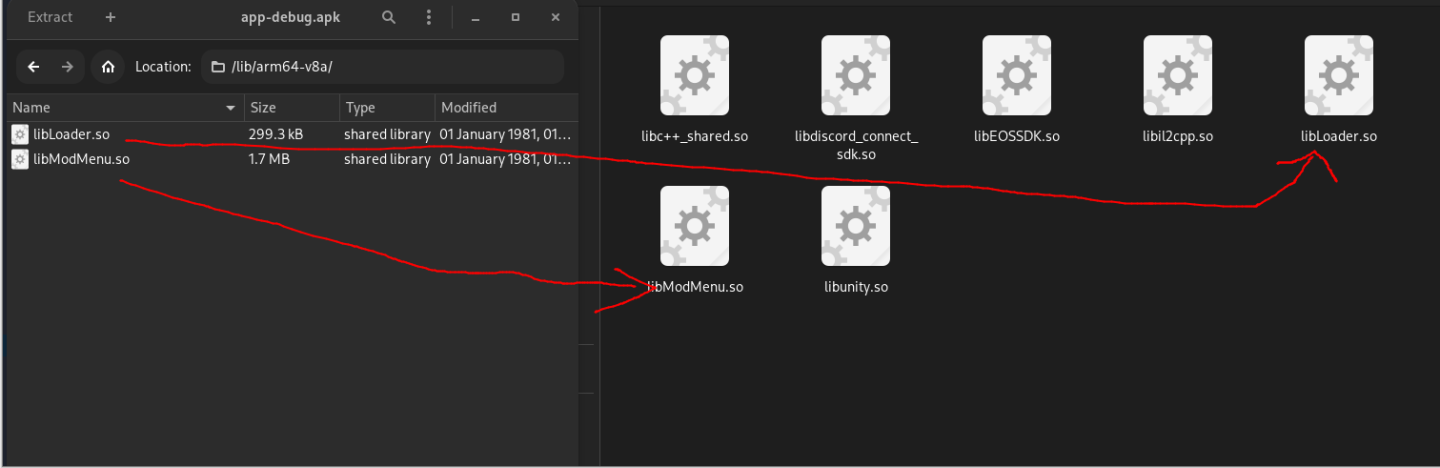 Extract + app-debug.apk
Location: /lib/arm64-v8a/
Name Size Type Modified
libLoader.so 299.3 kB shared library 01 January 1981, 01...
libModMenu.so 1.7 MB shared library 01 January 1981, 01...
libc++_shared.so libdiscord_connect_ libEOSSDK.so libil2cpp.so libLoader.so
sdk.so
libModMenu.so libunity.so